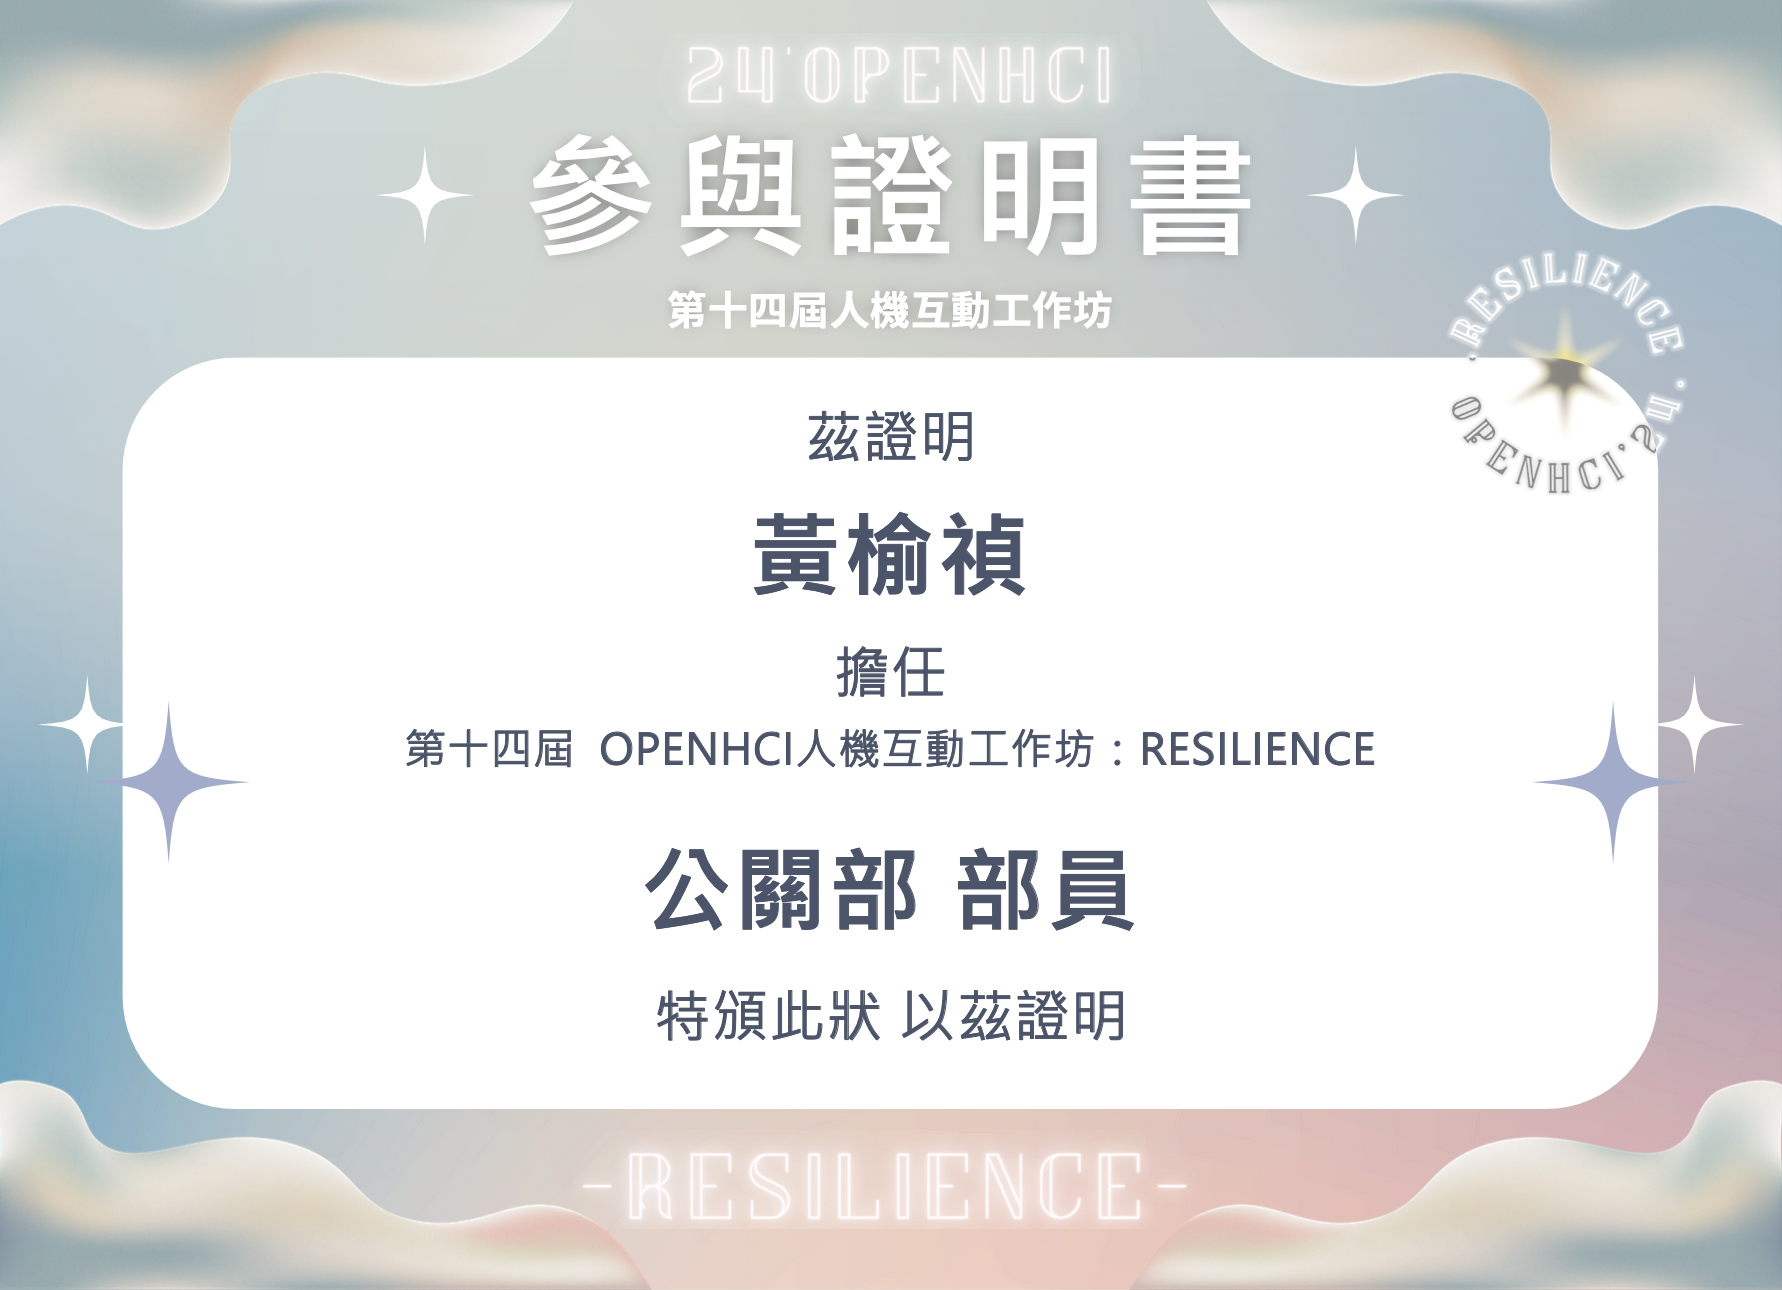 24'OPENHCI
參與證明書
第十四屆人機互動工作坊
·RESILIENCE·
OPENHCI'24
茲證明
黃榆禎
擔任
第十四屆 OPENHCI人機互動工作坊：RESILIENCE
公關部 部員
特頒此狀 以茲證明
-RESILIENCE-